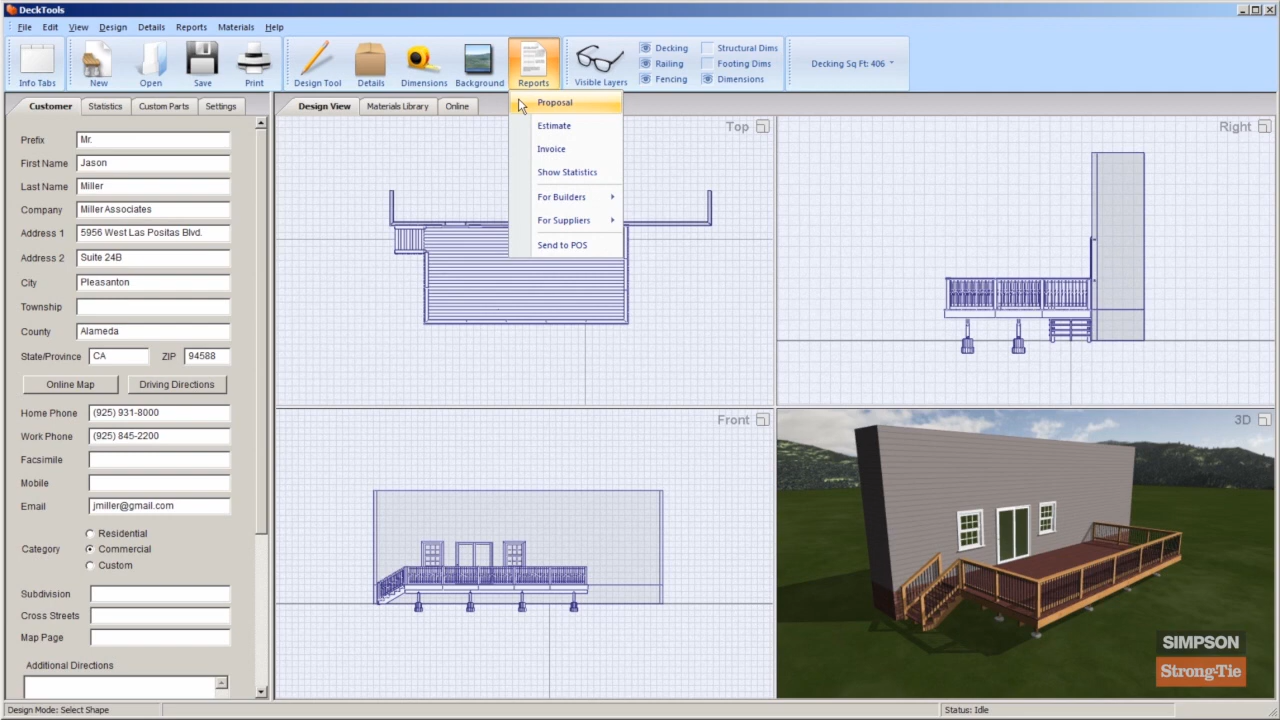 DeckTools
File Edit View Design Details Reports Materials Help
Info Tabs New Open Save Print Design Tool Details Dimensions Background Reports Visible Layers
Decking Structural Dims
Railing Footing Dims
Fencing Dimensions
Decking Sq Ft: 406
Customer Statistics Custom Parts Settings
Design View Materials Library Online
Proposal
Estimate
Invoice
Show Statistics
For Builders
For Suppliers
Send to POS
Prefix Mr.
First Name Jason
Last Name Miller
Company Miller Associates
Address 1 5956 West Las Positas Blvd.
Address 2 Suite 24B
City Pleasanton
Township
County Alameda
State/Province CA ZIP 94588
Online Map Driving Directions
Home Phone (925) 931-8000
Work Phone (925) 845-2200
Facsimile
Mobile
Email jmiller@gmail.com
Residential
Category Commercial
Custom
Subdivision
Cross Streets
Map Page
Additional Directions
Top
Right
Front
3D
SIMPSON
Strong-Tie
Design Mode: Select Shape
Status: Idle